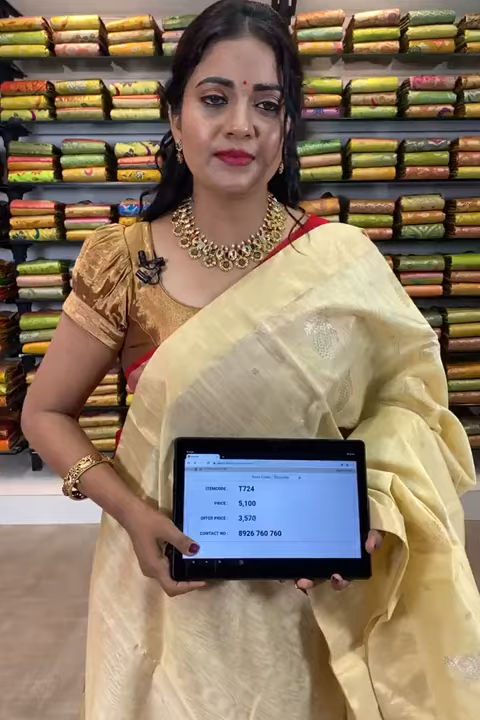 ITEMCODE : T724
PRICE : 5,100
OFFER PRICE : 3,570
CONTACT NO : 8926 760 760